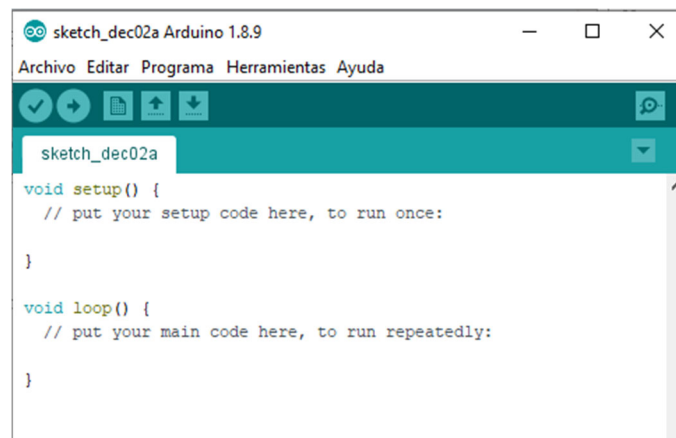 sketch_dec02a Arduino 1.8.9
Archivo Editar Programa Herramientas Ayuda
sketch_dec02a
void setup() {
  // put your setup code here, to run once:
}
void loop() {
  // put your main code here, to run repeatedly:
}